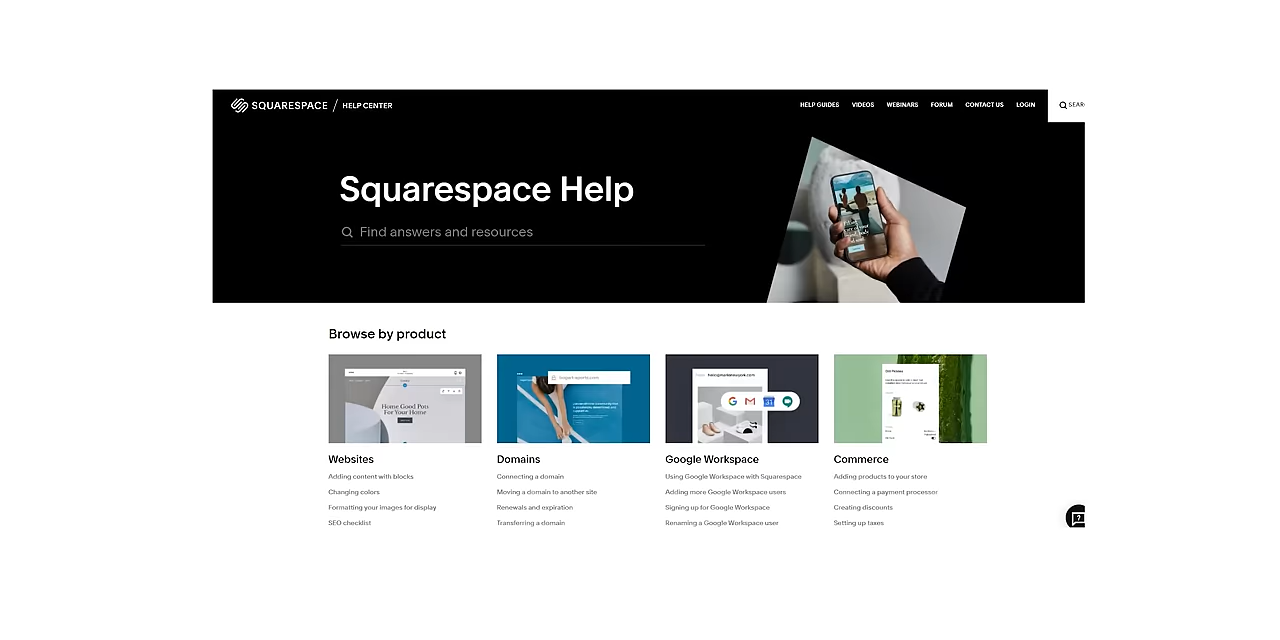 SQUARESPACE / HELP CENTER
HELP GUIDES VIDEOS WEBINARS FORUM CONTACT US LOGIN SEAR
Squarespace Help
Find answers and resources
Browse by product
Home Good Pots
For Your Home
31
Websites
Adding content with blocks
Changing colors
Formatting your images for display
SEO checklist
Domains
Connecting a domain
Moving a domain to another site
Renewals and expiration
Transferring a domain
Google Workspace
Using Google Workspace with Squarespace
Adding more Google Workspace users
Signing up for Google Workspace
Renaming a Google Workspace user
Commerce
Adding products to your store
Connecting a payment processor
Creating discounts
Setting up taxes
?